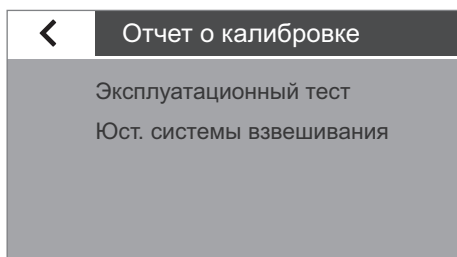 Отчет о калибровке
Эксплуатационный тест
Юст. системы взвешивания